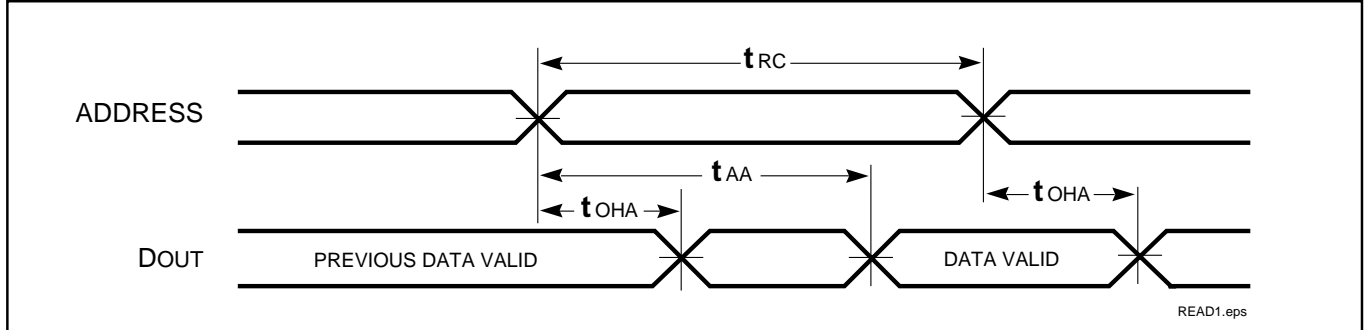 tRC
ADDRESS
tAA
tOHA
tOHA
DOUT
PREVIOUS DATA VALID
DATA VALID
READ1.eps